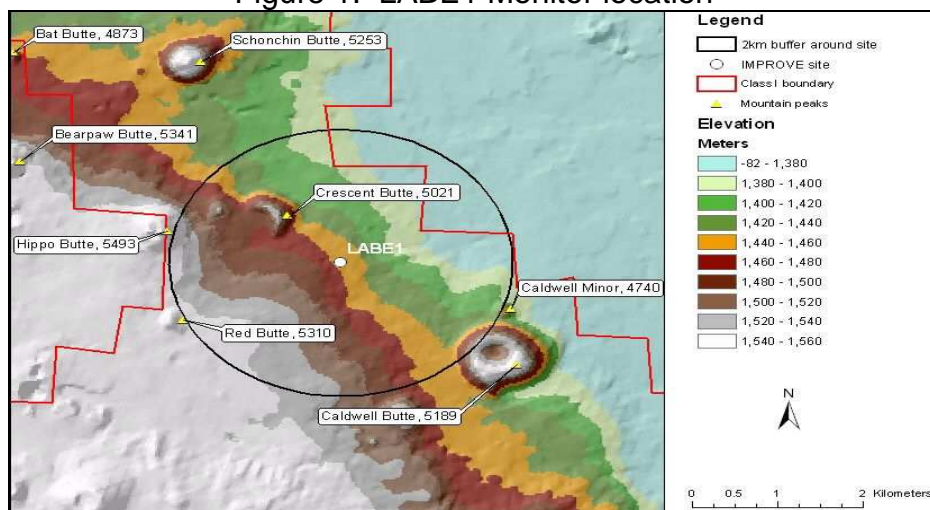 Figure 1. LABE1 Monitor location
Bat Butte, 4873
Schonchin Butte, 5253
Bearpaw Butte, 5341
Crescent Butte, 5021
LABE1
Hippo Butte, 5493
Caldwell Minor, 4740
Red Butte, 5310
Caldwell Butte, 5189
Legend
2km buffer around site
IMPROVE site
Class I boundary
Mountain peaks
Elevation
Meters
-82 - 1,380
1,380 - 1,400
1,400 - 1,420
1,420 - 1,440
1,440 - 1,460
1,460 - 1,480
1,480 - 1,500
1,500 - 1,520
1,520 - 1,540
1,540 - 1,560
N
0 0.5 1 2 Kilometers